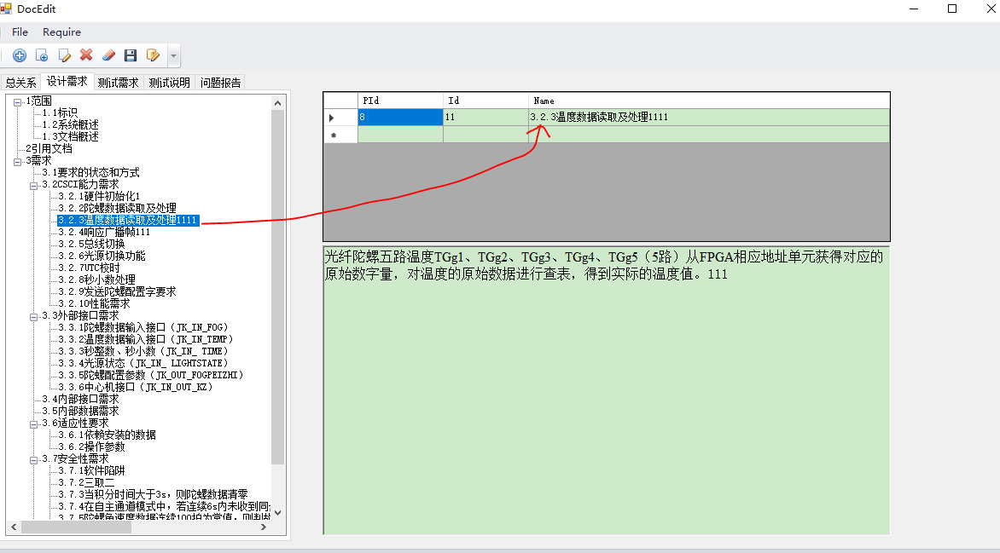 DocEdit
File Require
总关系 设计需求 测试需求 测试说明 问题报告
1范围
1.1标识
1.2系统概述
1.3文档概述
2引用文档
3需求
3.1要求的状态和方式
3.2CSCI能力需求
3.2.1硬件初始化1
3.2.2陀螺数据读取及处理
3.2.3温度数据读取及处理1111
3.2.4响应广播帧111
3.2.5总线切换
3.2.6光源切换功能
3.2.7UTC校时
3.2.8秒小数处理
3.2.9发送陀螺配置字要求
3.2.10性能需求
3.3外部接口需求
3.3.1陀螺数据输入接口（JK_IN_FOG）
3.3.2温度数据输入接口（JK_IN_TEMP）
3.3.3秒整数、秒小数（JK_IN_ TIME）
3.3.4光源状态（JK_IN_ LIGHTSTATE）
3.3.5陀螺配置参数（JK_OUT_FOGPEIZHI）
3.3.6中心机接口（JK_IN_OUT_KZ）
3.4内部接口需求
3.5内部数据需求
3.6适应性要求
3.6.1依赖安装的数据
3.6.2操作参数
3.7安全性需求
3.7.1软件陷阱
3.7.2三取二
3.7.3当积分时间大于3s，则陀螺数据清零
3.7.4在自主通道模式中，若连续6s内未收到同
3.7.5陀螺角速度数据连续100拍为常值，则判故
PId Id Name
8 11 3.2.3温度数据读取及处理1111
光纤陀螺五路温度TGg1、TGg2、TGg3、TGg4、TGg5（5路）从FPGA相应地址单元获得对应的
原始数字量，对温度的原始数据进行查表，得到实际的温度值。111